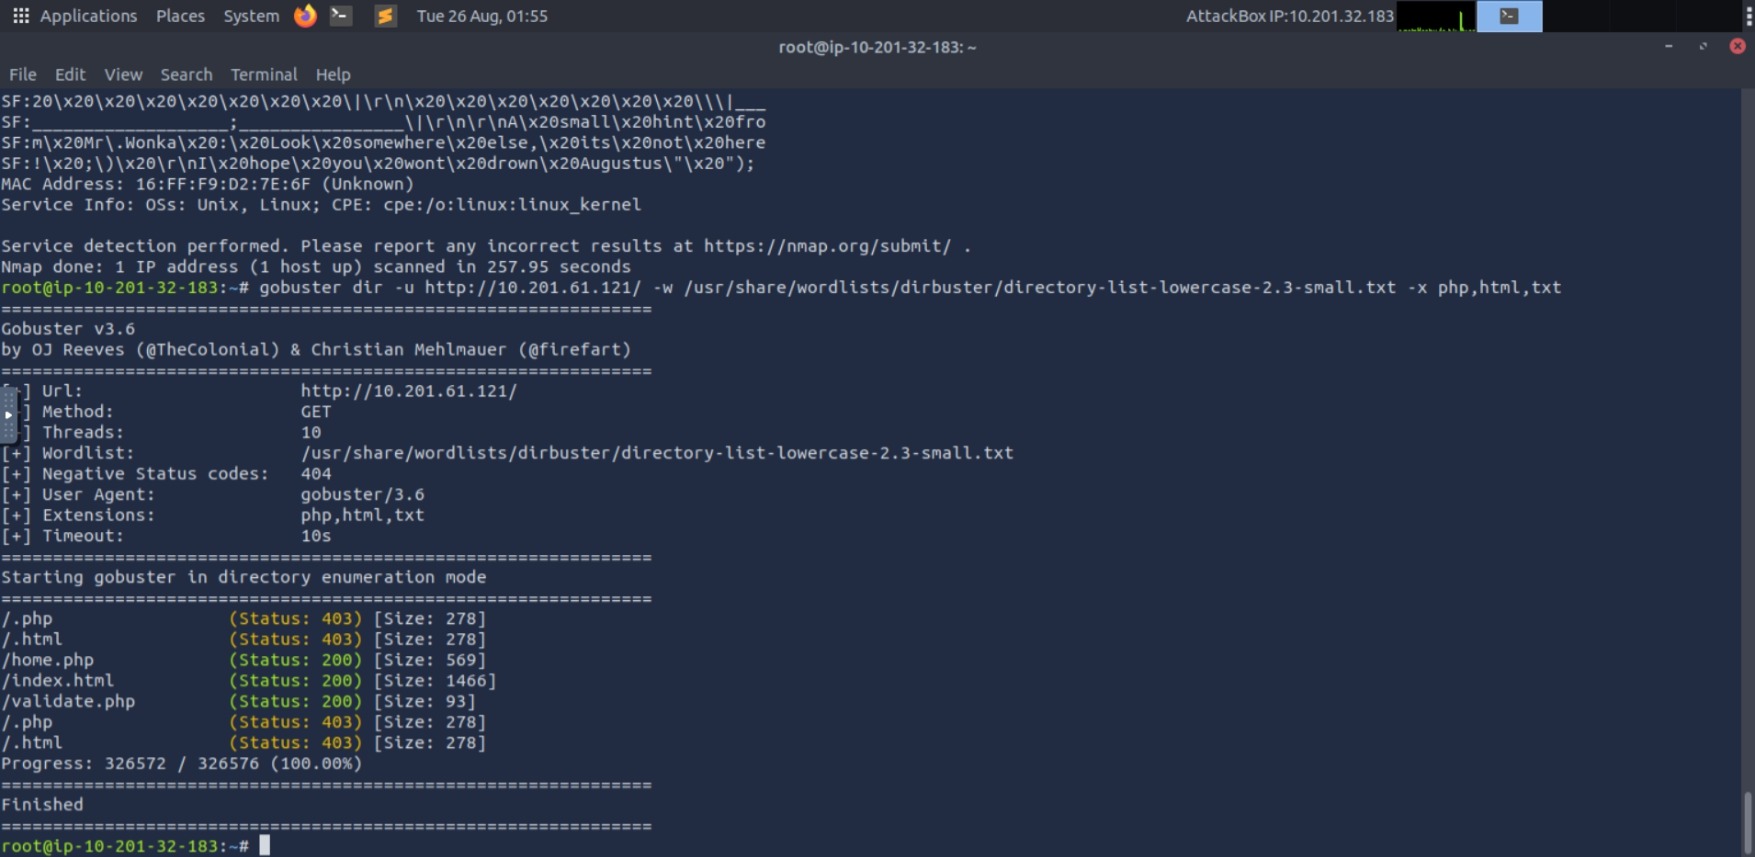 Applications Places System Tue 26 Aug, 01:55 AttackBox IP:10.201.32.183
root@ip-10-201-32-183: ~
File Edit View Search Terminal Help
SF:20\x20\x20\x20\x20\x20\x20\x20\|\r\n\x20\x20\x20\x20\x20\x20\x20\\\|___
SF:___________________;________________\|\r\n\r\nA\x20small\x20hint\x20fro
SF:m\x20Mr\.Wonka\x20:\x20Look\x20somewhere\x20else,\x20its\x20not\x20here
SF:!\x20;\)\x20\r\nI\x20hope\x20you\x20wont\x20drown\x20Augustus\"\x20");
MAC Address: 16:FF:F9:D2:7E:6F (Unknown)
Service Info: OSs: Unix, Linux; CPE: cpe:/o:linux:linux_kernel
Service detection performed. Please report any incorrect results at https://nmap.org/submit/ .
Nmap done: 1 IP address (1 host up) scanned in 257.95 seconds
root@ip-10-201-32-183:~# gobuster dir -u http://10.201.61.121/ -w /usr/share/wordlists/dirbuster/directory-list-lowercase-2.3-small.txt -x php,html,txt
===============================================================
Gobuster v3.6
by OJ Reeves (@TheColonial) & Christian Mehlmauer (@firefart)
===============================================================
[+] Url: http://10.201.61.121/
] Method: GET
] Threads: 10
[+] Wordlist: /usr/share/wordlists/dirbuster/directory-list-lowercase-2.3-small.txt
[+] Negative Status codes: 404
[+] User Agent: gobuster/3.6
[+] Extensions: php,html,txt
[+] Timeout: 10s
===============================================================
Starting gobuster in directory enumeration mode
===============================================================
/.php (Status: 403) [Size: 278]
/.html (Status: 403) [Size: 278]
/home.php (Status: 200) [Size: 569]
/index.html (Status: 200) [Size: 1466]
/validate.php (Status: 200) [Size: 93]
/.php (Status: 403) [Size: 278]
/.html (Status: 403) [Size: 278]
Progress: 326572 / 326576 (100.00%)
===============================================================
Finished
===============================================================
root@ip-10-201-32-183:~#